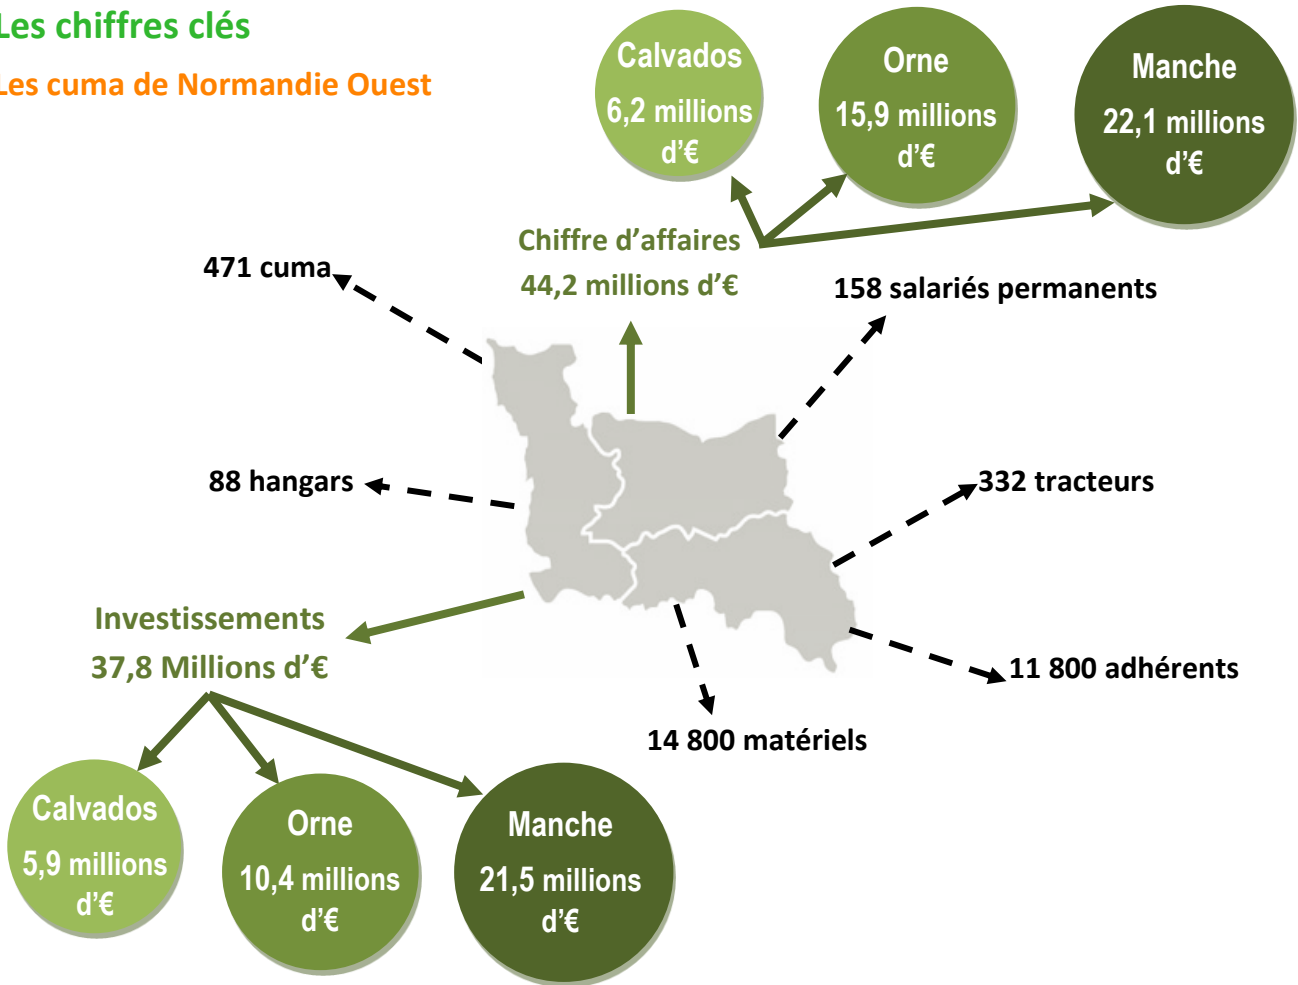 Les chiffres clés
Les cuma de Normandie Ouest
Calvados
6,2 millions
d'€
Orne
15,9 millions
d'€
Manche
22,1 millions
d'€
Chiffre d'affaires
44,2 millions d'€
471 cuma
158 salariés permanents
88 hangars
332 tracteurs
Investissements
37,8 Millions d'€
11 800 adhérents
14 800 matériels
Calvados
5,9 millions
d'€
Orne
10,4 millions
d'€
Manche
21,5 millions
d'€